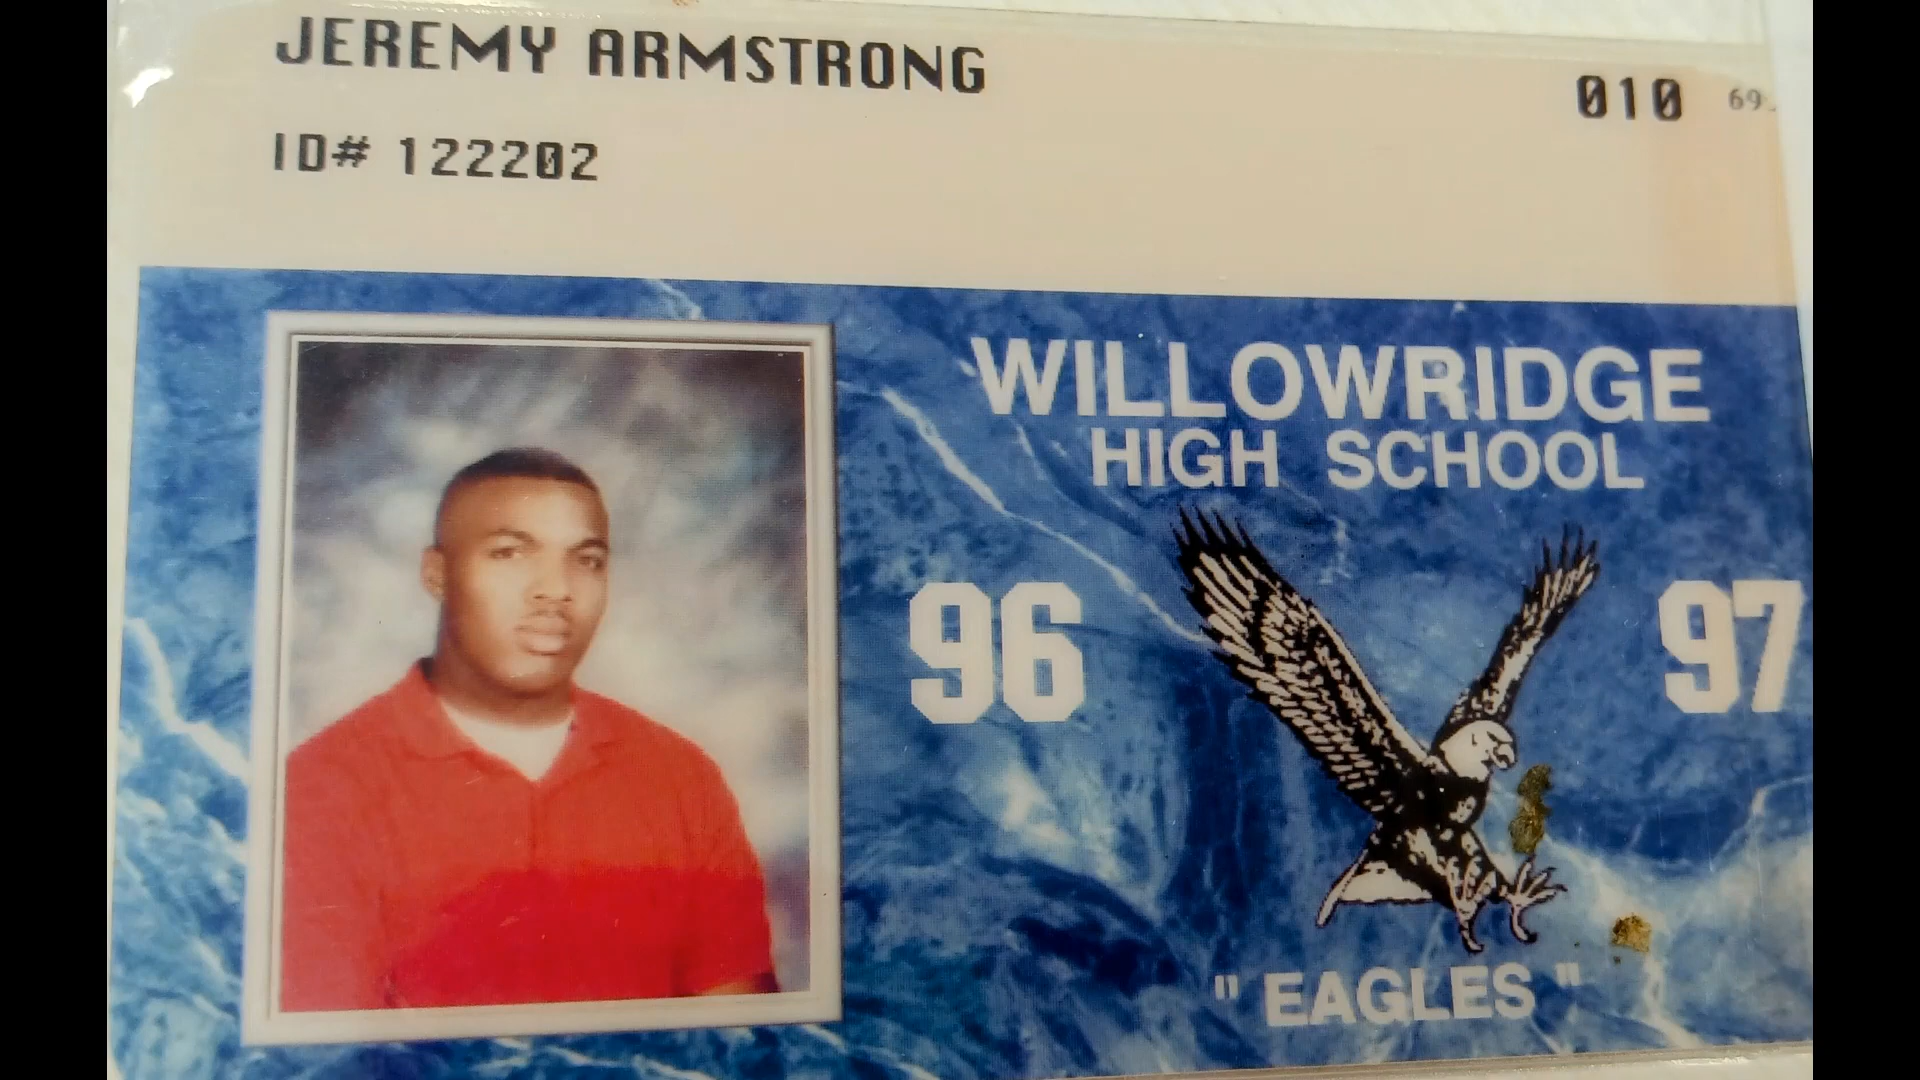 JEREMY ARMSTRONG
010
ID# 122202
WILLOWRIDGE
HIGH SCHOOL
96 97
" EAGLES "